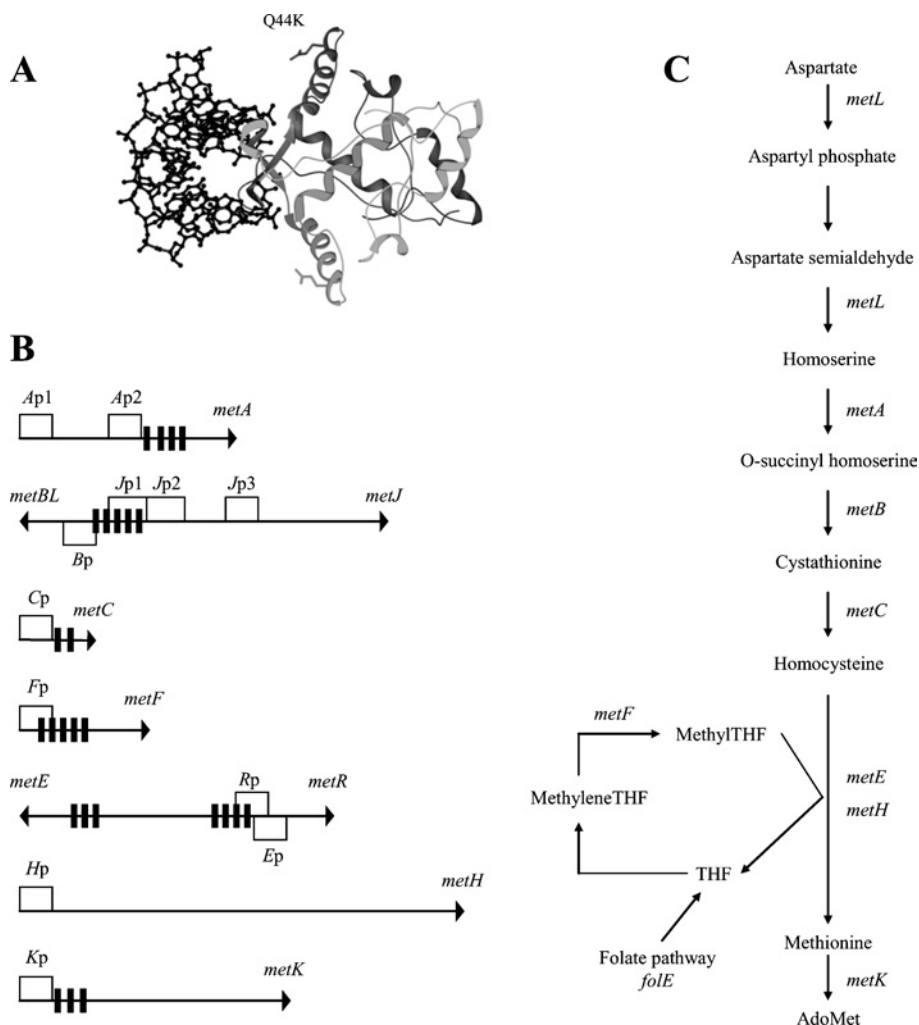 A
Q44K
B
Ap1
Ap2
metA
metBL
Jp1
Jp2
Jp3
metJ
Bp
Cp
metC
Fp
metF
metE
Rp
metR
Ep
Hp
metH
Kp
metK
C
Aspartate
metL
Aspartyl phosphate
Aspartate semialdehyde
metL
Homoserine
metA
O-succinyl homoserine
metB
Cystathionine
metC
Homocysteine
metF
MethylTHF
MethyleneTHF
metE
metH
THF
Folate pathway
folE
Methionine
metK
AdoMet